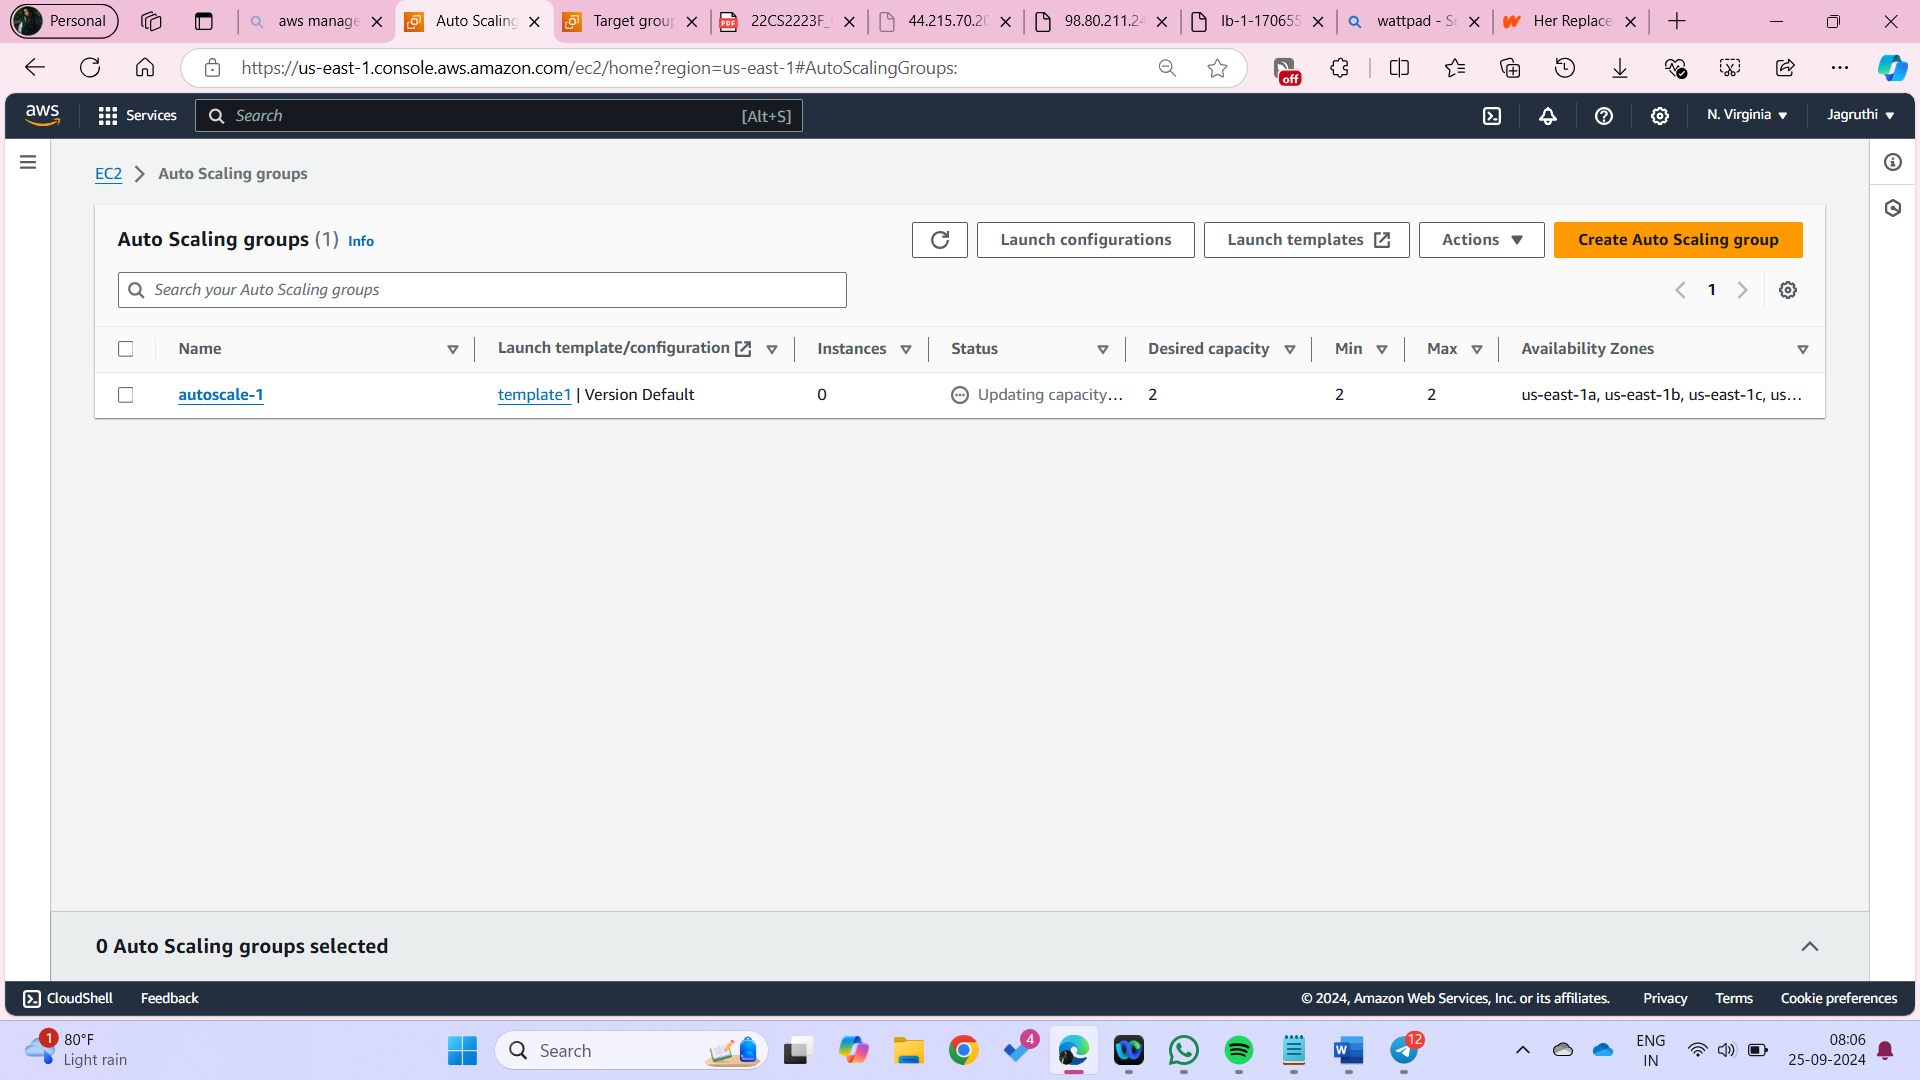 Personal
aws manage
Auto Scaling
Target group
22CS2223F_
44.215.70.20
98.80.211.24
lb-1-170655
wattpad - Se
Her Replace
https://us-east-1.console.aws.amazon.com/ec2/home?region=us-east-1#AutoScalingGroups:
off
aws
Services
Search
[Alt+S]
N. Virginia
Jagruthi
EC2
Auto Scaling groups
Auto Scaling groups (1) Info
Launch configurations
Launch templates
Actions
Create Auto Scaling group
Search your Auto Scaling groups
1
Name
Launch template/configuration
Instances
Status
Desired capacity
Min
Max
Availability Zones
autoscale-1
template1 | Version Default
0
Updating capacity...
2
2
2
us-east-1a, us-east-1b, us-east-1c, us...
0 Auto Scaling groups selected
CloudShell
Feedback
© 2024, Amazon Web Services, Inc. or its affiliates.
Privacy
Terms
Cookie preferences
1
80°F
Light rain
Search
4
12
ENG
IN
08:06
25-09-2024